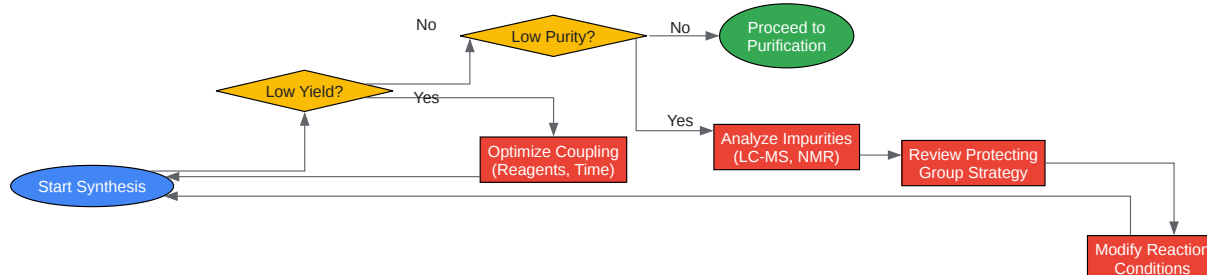 No
Low Purity?
No
Proceed to
Purification
Low Yield?
Yes
Yes
Analyze Impurities
(LC-MS, NMR)
Optimize Coupling
(Reagents, Time)
Review Protecting
Group Strategy
Start Synthesis
Modify Reaction
Conditions